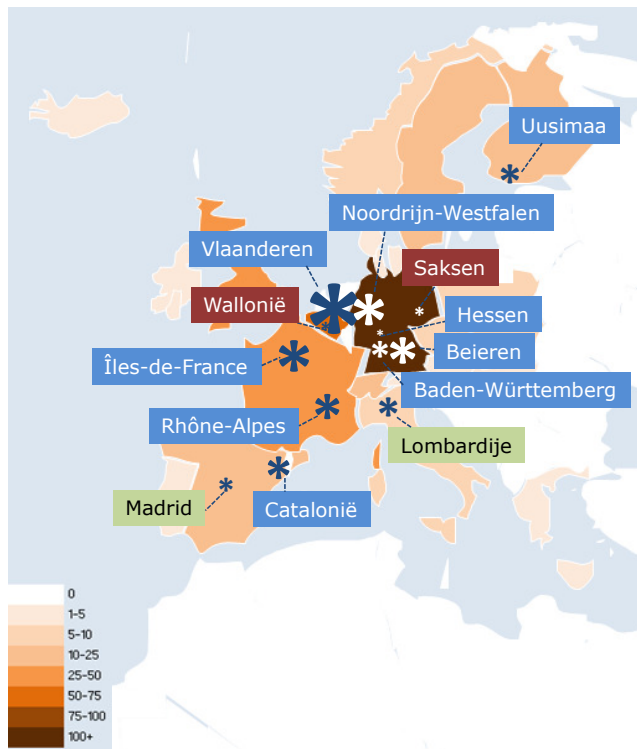 Uusimaa
Noordrijn-Westfalen
Vlaanderen
Saksen
Wallonië
Hessen
Beieren
Îles-de-France
Baden-Württemberg
Rhône-Alpes
Lombardije
Madrid
Catalonië
0
1-5
5-10
10-25
25-50
50-75
75-100
100+